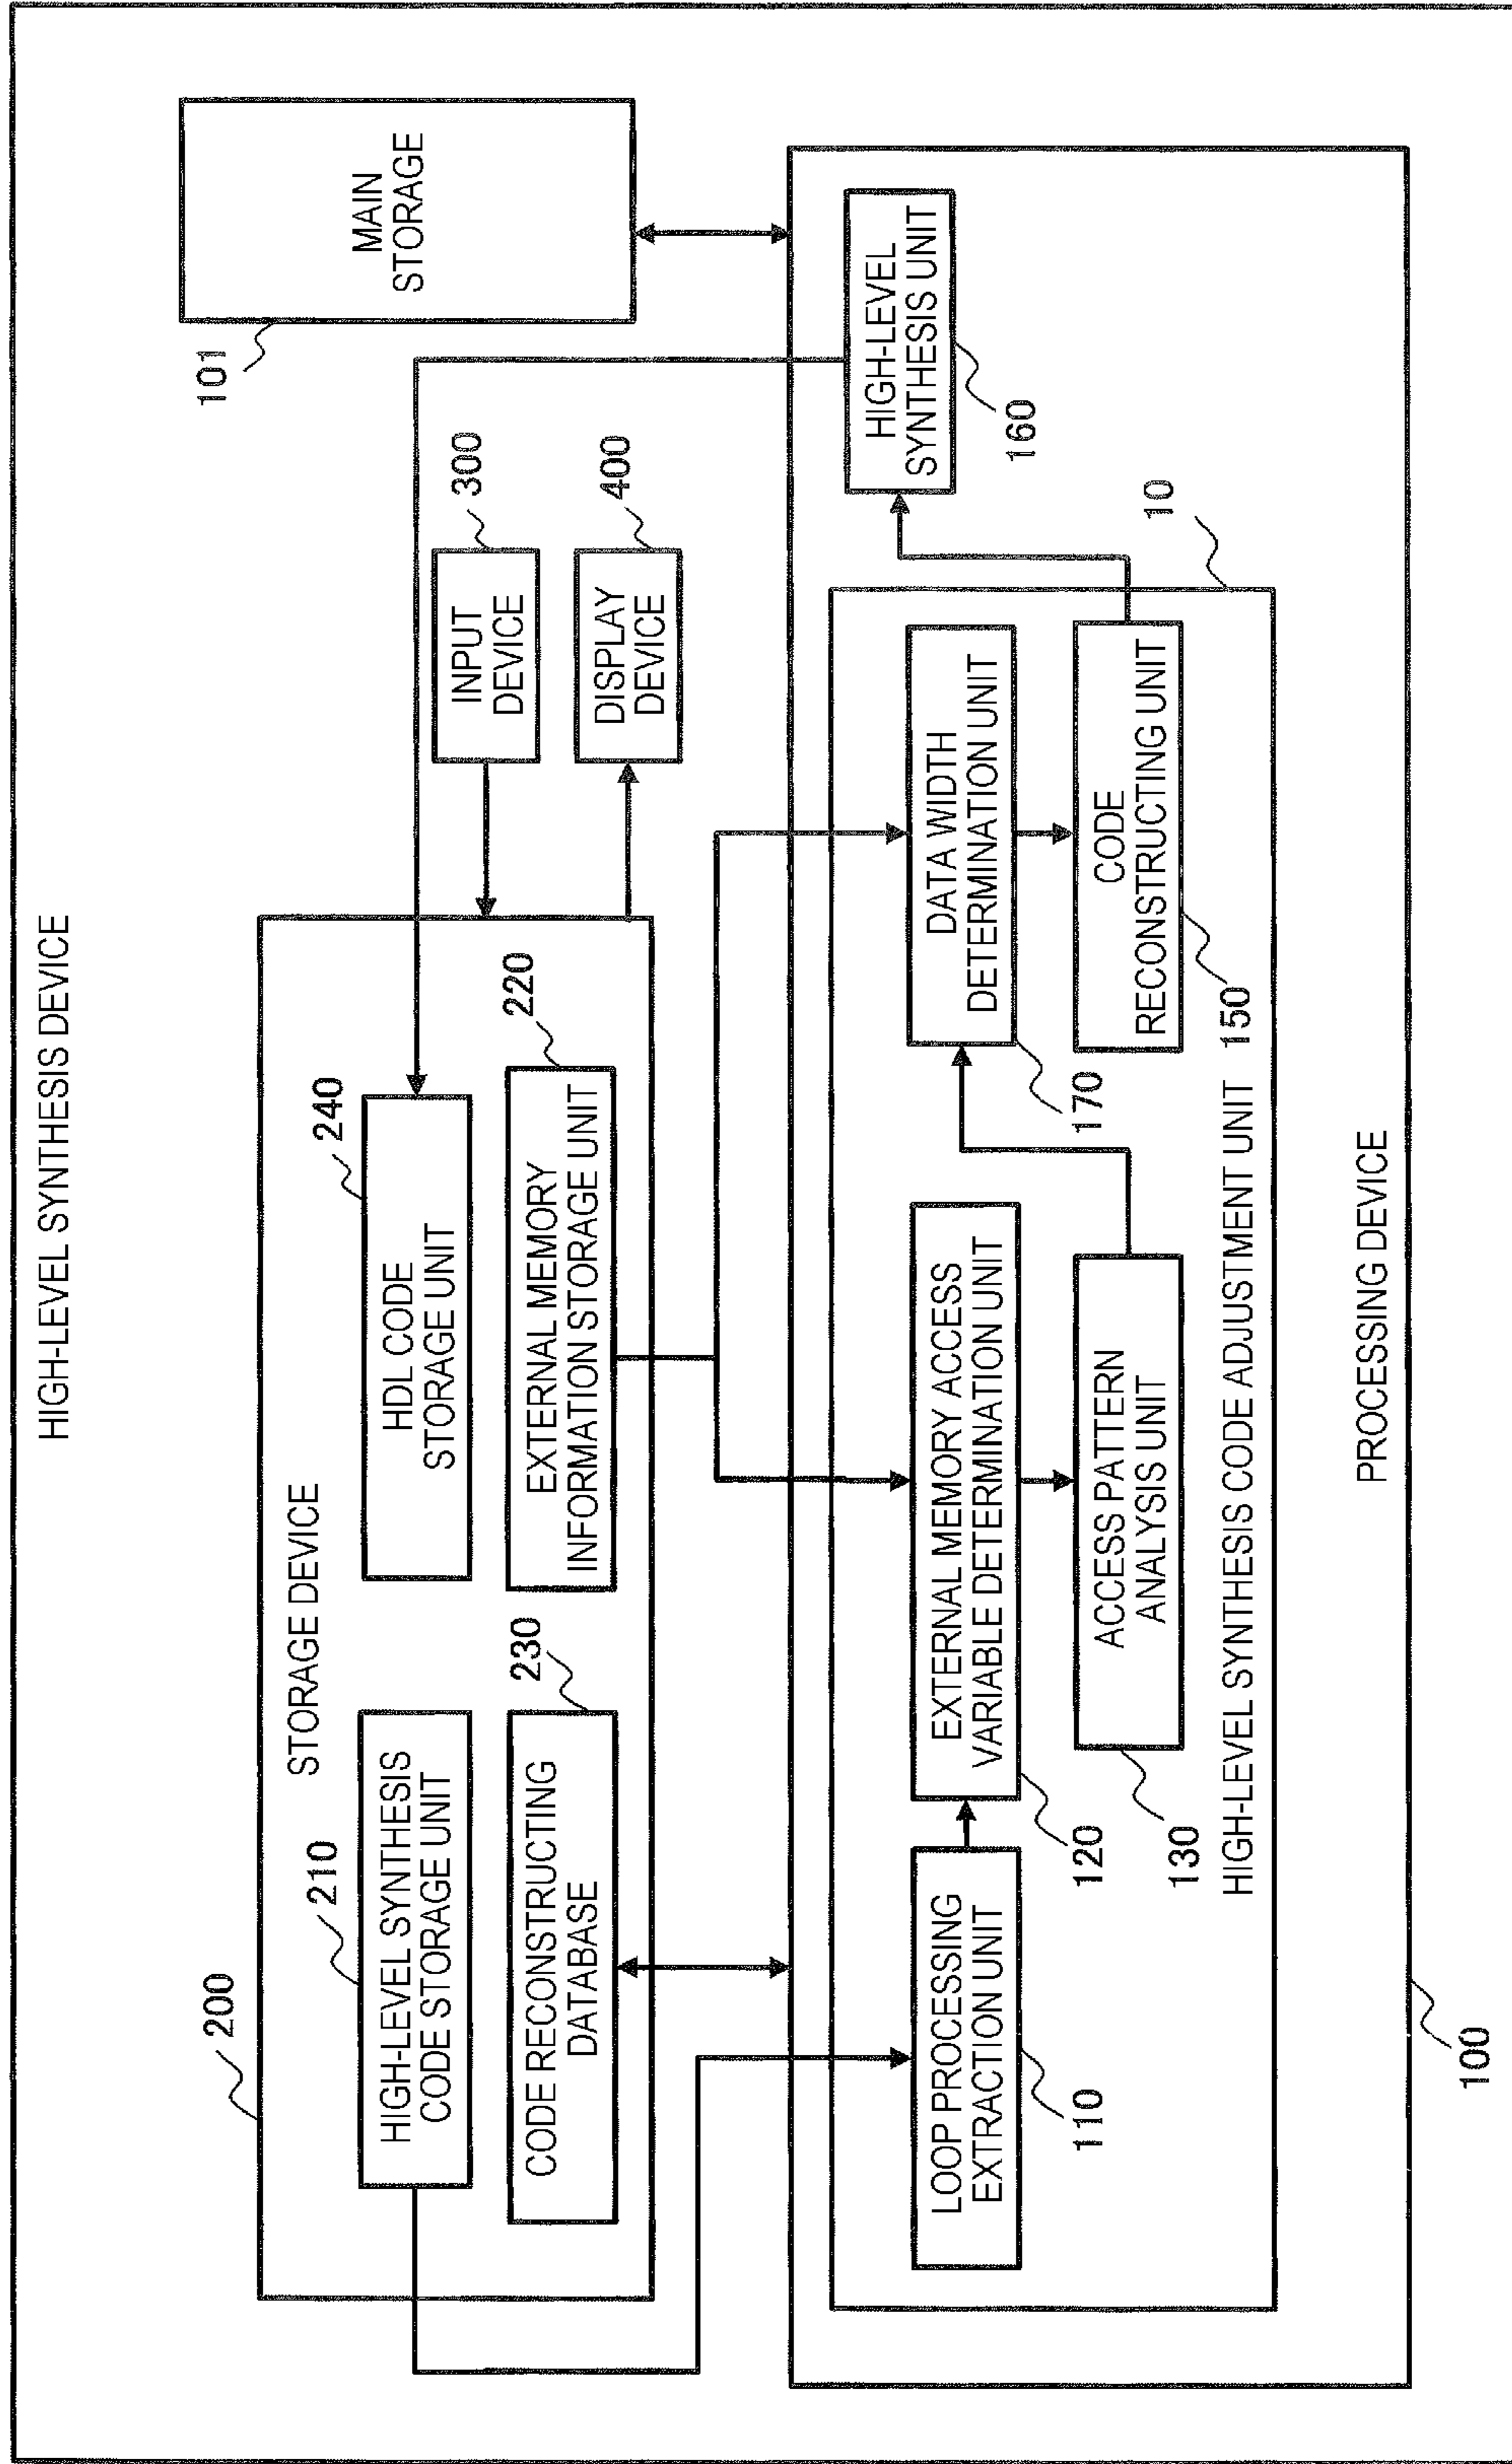 HIGH-LEVEL SYNTHESIS DEVICE
200
STORAGE DEVICE
210
HIGH-LEVEL SYNTHESIS
CODE STORAGE UNIT
240
HDL CODE
STORAGE UNIT
230
CODE RECONSTRUCTING
DATABASE
220
EXTERNAL MEMORY
INFORMATION STORAGE UNIT
300
INPUT
DEVICE
400
DISPLAY
DEVICE
101
MAIN
STORAGE
LOOP PROCESSING
EXTRACTION UNIT
110
EXTERNAL MEMORY ACCESS
VARIABLE DETERMINATION UNIT
120
ACCESS PATTERN
ANALYSIS UNIT
130
DATA WIDTH
DETERMINATION UNIT
170
CODE
RECONSTRUCTING UNIT
150
HIGH-LEVEL
SYNTHESIS UNIT
160
10
HIGH-LEVEL SYNTHESIS CODE ADJUSTMENT UNIT
PROCESSING DEVICE
100